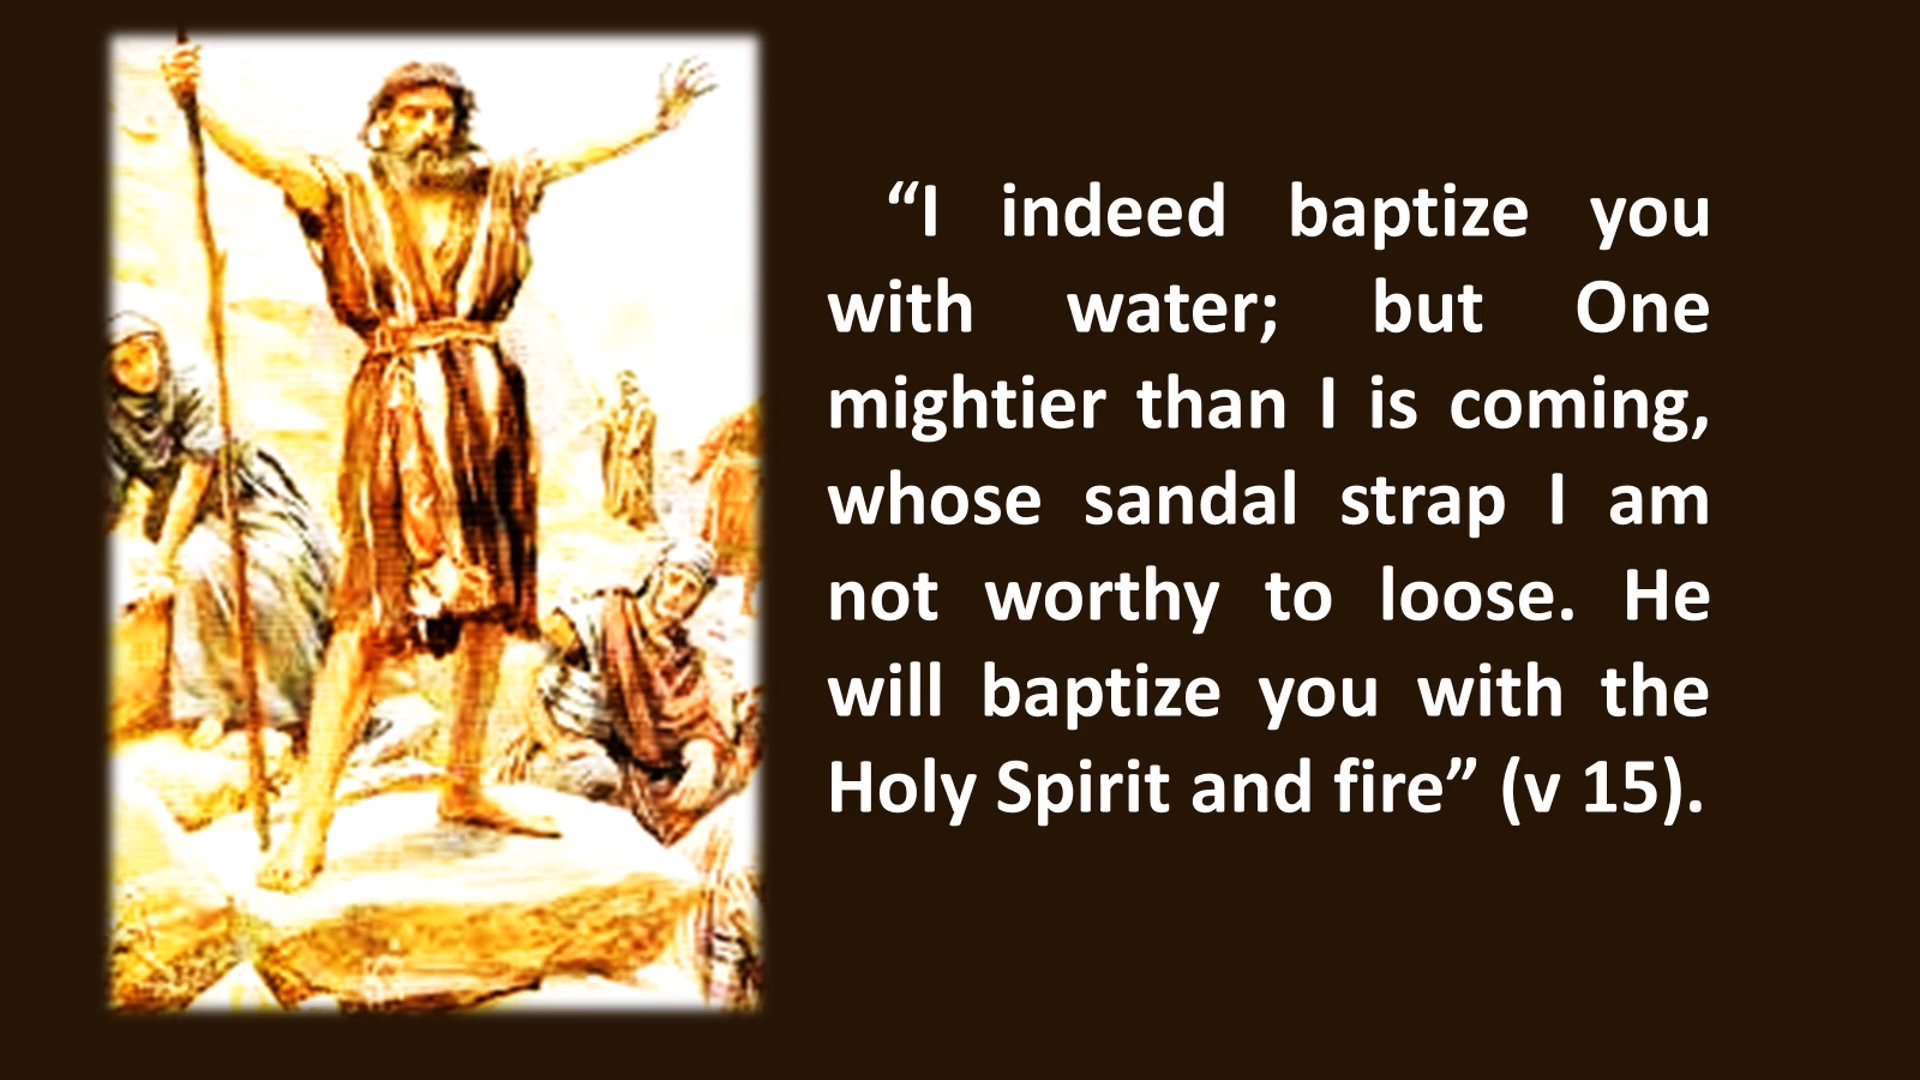 “I indeed baptize you
with water; but One
mightier than I is coming,
whose sandal strap I am
not worthy to loose. He
will baptize you with the
Holy Spirit and fire” (v 15).